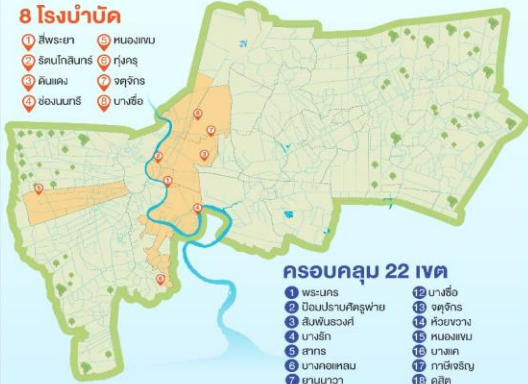 8 โรงบำบัด
1 สี่พระยา
2 รัตนโกสินทร์
3 ดินแดง
4 ช่องนนทรี
5 หนองแขม
6 ทุ่งครุ
7 จตุจักร
8 บางซื่อ
ครอบคลุม 22 เขต
1 พระนคร
2 ป้อมปราบศัตรูพ่าย
3 สัมพันธวงศ์
4 บางรัก
5 สาทร
6 บางคอแหลม
7 ยานนาวา
12 บางซื่อ
13 จตุจักร
14 ห้วยขวาง
15 หนองแขม
16 บางแค
17 ภาษีเจริญ
18 ดุสิต